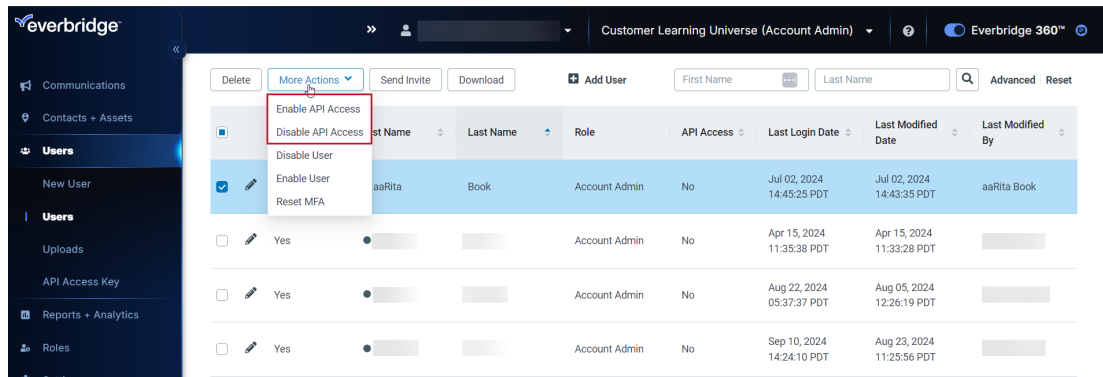 everbridge™
Customer Learning Universe (Account Admin)
Everbridge 360™
Communications
Contacts + Assets
Users
New User
Users
Uploads
API Access Key
Reports + Analytics
Roles
Delete
More Actions
Send Invite
Download
Add User
First Name
Last Name
Advanced
Reset
Enable API Access
Disable API Access
Disable User
Enable User
Reset MFA
st Name
Last Name
Role
API Access
Last Login Date
Last Modified
Date
Last Modified
By
aaRita
Book
Account Admin
No
Jul 02, 2024
14:45:25 PDT
Jul 02, 2024
14:43:35 PDT
aaRita Book
Yes
Account Admin
No
Apr 15, 2024
11:35:38 PDT
Apr 15, 2024
11:33:28 PDT
Yes
Account Admin
No
Aug 22, 2024
05:37:37 PDT
Aug 05, 2024
12:26:19 PDT
Yes
Account Admin
No
Sep 10, 2024
14:24:10 PDT
Aug 23, 2024
11:25:56 PDT